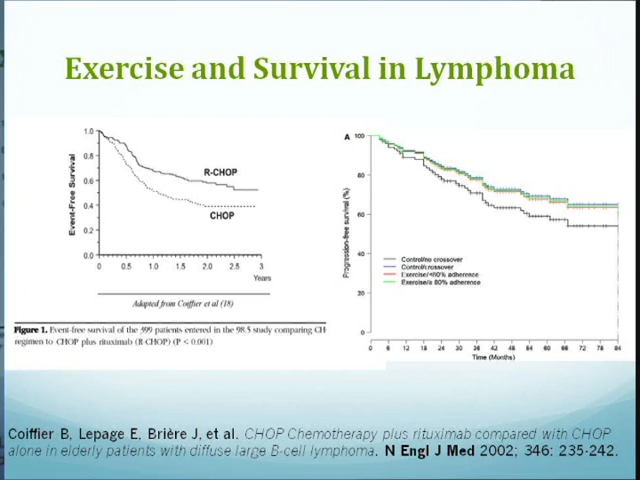 Exercise and Survival in Lymphoma
Event-Free Survival
1.0
0.8
0.6
0.4
0.2
0.0
R-CHOP
CHOP
0 0.5 1.0 1.5 2.0 2.5 3
Years
Adapted from Coiffier et al (18)
Figure 1. Event-free survival of the 399 patients entered in the 98.5 study comparing CH
regimen to CHOP plus rituximab (R-CHOP) (P < 0.001)
A
Progression-free survival (%)
100
80
60
40
20
0
Control/no crossover
Control/crossover
Exercise/<80% adherence
Exercise/≥ 80% adherence
0 6 12 18 24 30 36 42 48 54 60 66 72 78 84
Time (Months)
Coiffier B, Lepage E, Brière J, et al. CHOP Chemotherapy plus rituximab compared with CHOP
alone in elderly patients with diffuse large B-cell lymphoma. N Engl J Med 2002; 346: 235-242.